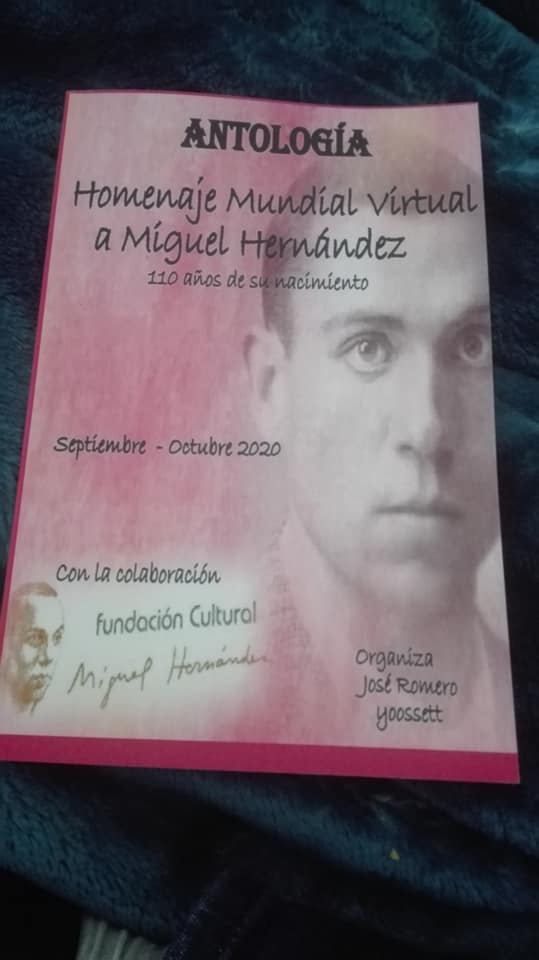 ANTOLOGÍA
Homenaje Mundial Virtual
a Miguel Hernández
110 años de su nacimiento
Septiembre - Octubre 2020
Con la colaboración
Fundación Cultural
Miguel Hernández
Organiza
José Romero
Yoossett